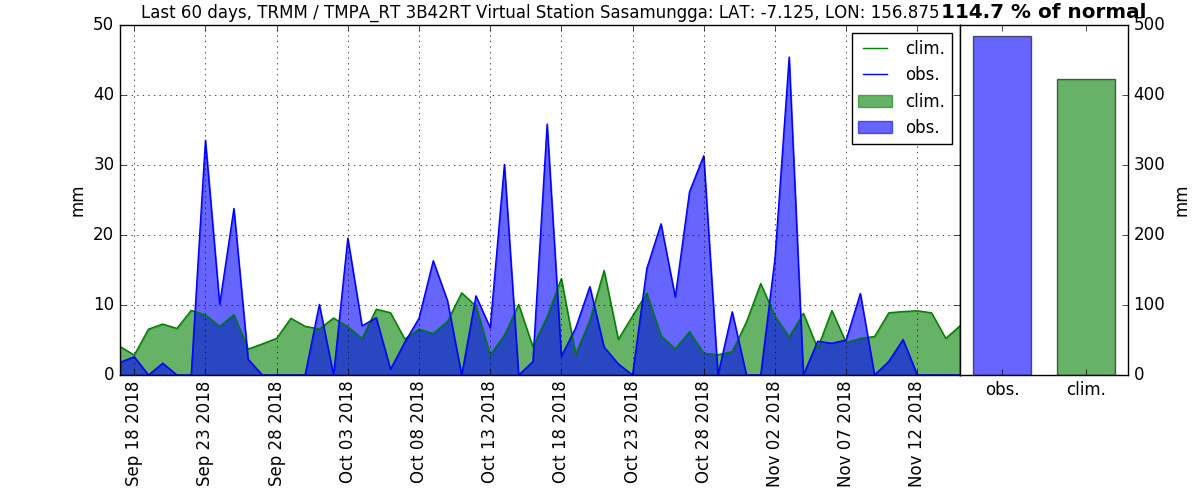 Last 60 days, TRMM / TMPA_RT 3B42RT Virtual Station Sasamungga: LAT: -7.125, LON: 156.875
114.7 % of normal
50
40
30
20
10
0
mm
clim.
obs.
clim.
obs.
500
400
300
200
100
0
mm
obs.
clim.
Sep 18 2018
Sep 23 2018
Sep 28 2018
Oct 03 2018
Oct 08 2018
Oct 13 2018
Oct 18 2018
Oct 23 2018
Oct 28 2018
Nov 02 2018
Nov 07 2018
Nov 12 2018